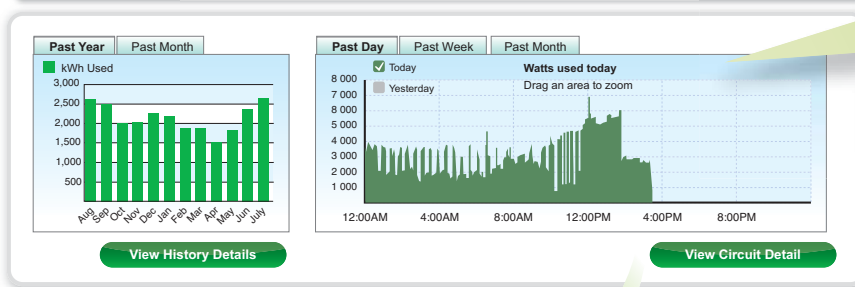 Past Year
Past Month
kWh Used
3,000
2,500
2,000
1,500
1,000
500
Aug
Sep
Oct
Nov
Dec
Jan
Feb
Mar
Apr
May
Jun
July
View History Details
Past Day
Past Week
Past Month
Today
Yesterday
Watts used today
Drag an area to zoom
8 000
7 000
6 000
5 000
4 000
3 000
2 000
1 000
12:00AM
4:00AM
8:00AM
12:00PM
4:00PM
8:00PM
View Circuit Detail